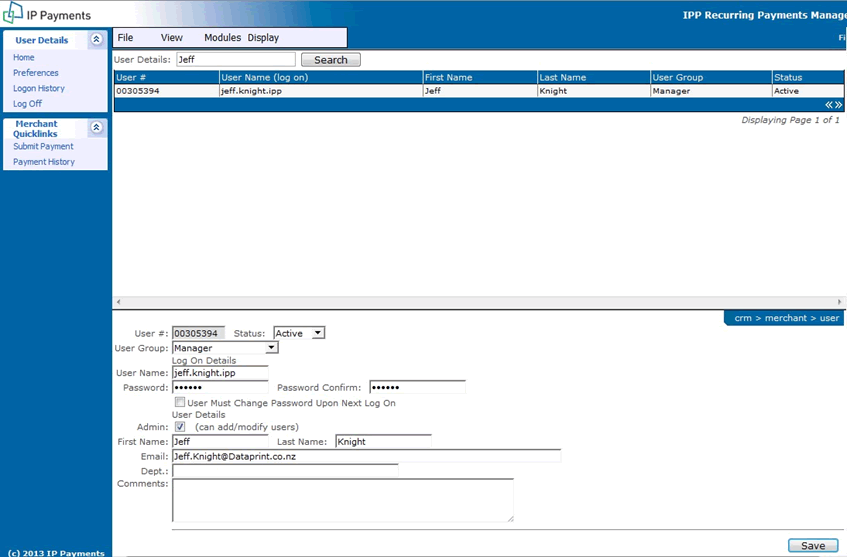 IP Payments
IPP Recurring Payments Manage
User Details
File View Modules Display
Fi
Home
Preferences
Logon History
Log Off
Merchant
Quicklinks
Submit Payment
Payment History
User Details: Jeff Search
User # User Name (log on) First Name Last Name User Group Status
00305394 jeff.knight.ipp Jeff Knight Manager Active
Displaying Page 1 of 1
crm > merchant > user
User #: 00305394 Status: Active
User Group: Manager
Log On Details
User Name: jeff.knight.ipp
Password: •••••• Password Confirm: ••••••
User Must Change Password Upon Next Log On
User Details
Admin: (can add/modify users)
First Name: Jeff Last Name: Knight
Email: Jeff.Knight@Dataprint.co.nz
Dept.:
Comments:
Save
(c) 2013 IP Payments